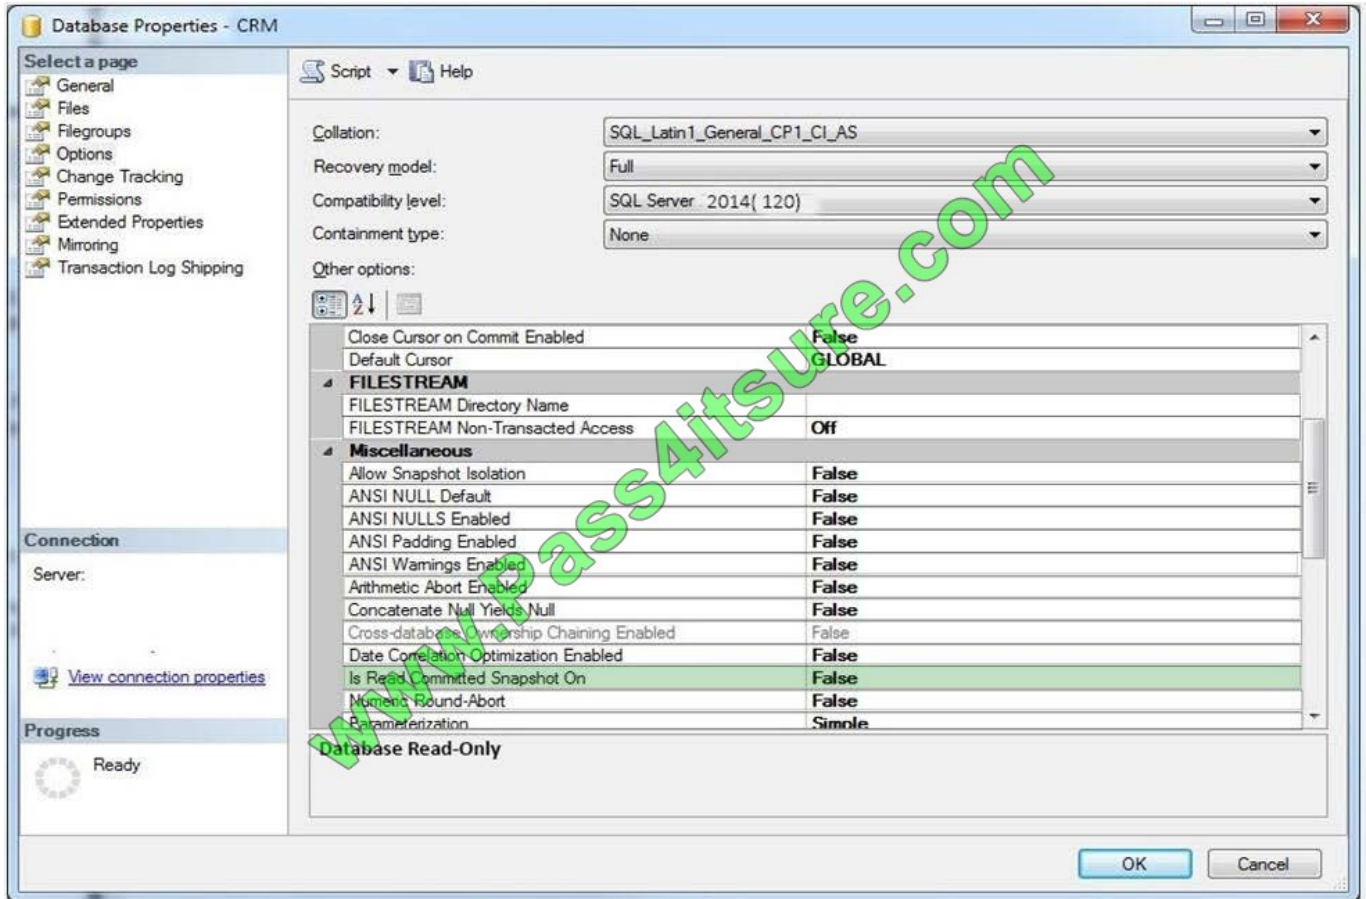 Database Properties - CRM
Select a page
General
Files
Filegroups
Options
Change Tracking
Permissions
Extended Properties
Mirroring
Transaction Log Shipping
Connection
Server:
View connection properties
Progress
Ready
Script
Help
Collation: SQL_Latin1_General_CP1_CI_AS
Recovery model: Full
Compatibility level: SQL Server 2014( 120)
Containment type: None
Other options:
Close Cursor on Commit Enabled False
Default Cursor GLOBAL
FILESTREAM
FILESTREAM Directory Name
FILESTREAM Non-Transacted Access Off
Miscellaneous
Allow Snapshot Isolation False
ANSI NULL Default False
ANSI NULLS Enabled False
ANSI Padding Enabled False
ANSI Warnings Enabled False
Arithmetic Abort Enabled False
Concatenate Null Yields Null False
Cross-database Ownership Chaining Enabled False
Date Correlation Optimization Enabled False
Is Read Committed Snapshot On False
Numeric Round-Abort False
Parameterization Simple
Database Read-Only
OK
Cancel
www.Pass4itsure.com